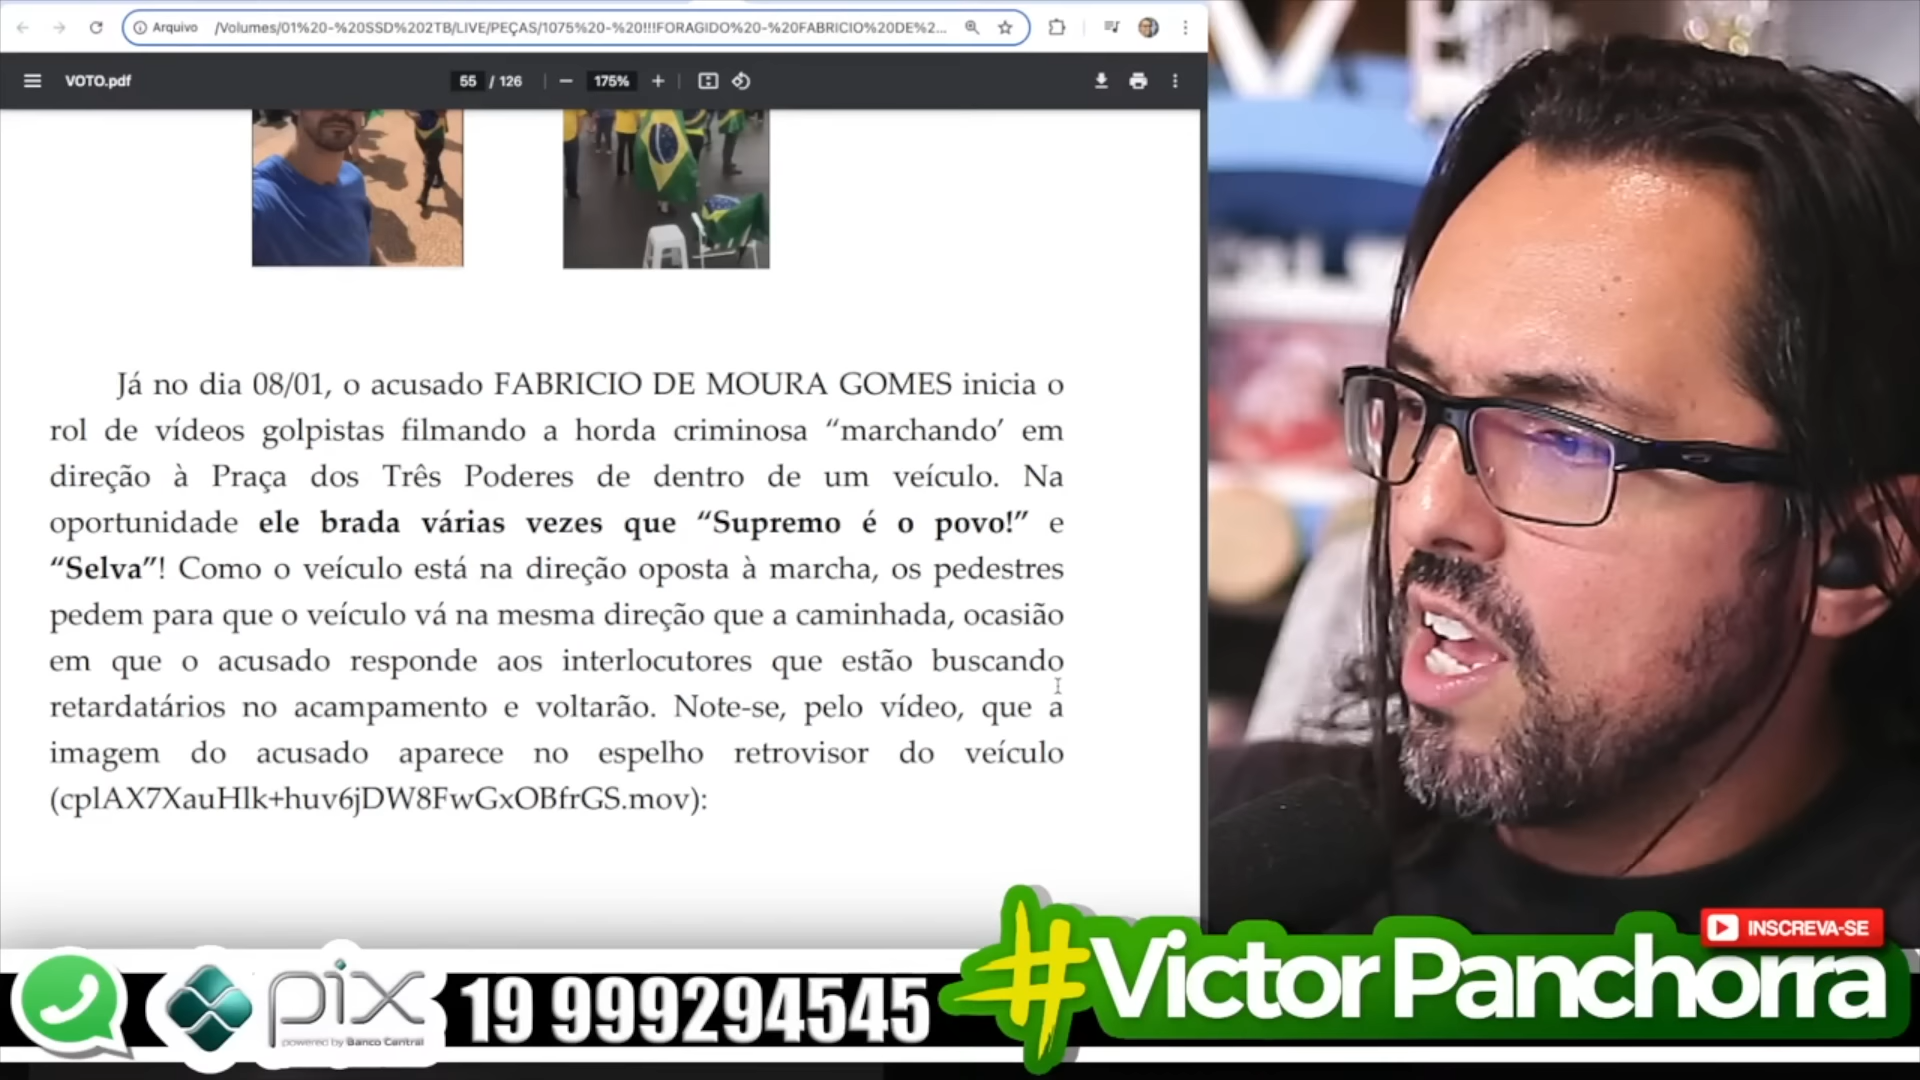 Arquivo /Volumes/01%20-%20SSD%202TB/LIVE/PEÇAS/1075%20-%20!!!FORAGIDO%20-%20FABRICIO%20DE%2...
VOTO.pdf 55 / 126 175%
Já no dia 08/01, o acusado FABRICIO DE MOURA GOMES inicia o
rol de vídeos golpistas filmando a horda criminosa “marchando’ em
direção à Praça dos Três Poderes de dentro de um veículo. Na
oportunidade ele brada várias vezes que “Supremo é o povo!” e
“Selva”! Como o veículo está na direção oposta à marcha, os pedestres
pedem para que o veículo vá na mesma direção que a caminhada, ocasião
em que o acusado responde aos interlocutores que estão buscando
retardatários no acampamento e voltarão. Note-se, pelo vídeo, que a
imagem do acusado aparece no espelho retrovisor do veículo
(cplAX7XauHlk+huv6jDW8FwGxOBfrGS.mov):
INSCREVA-SE
pix
powered by Banco Central
19 999294545
#Victor Panchorra